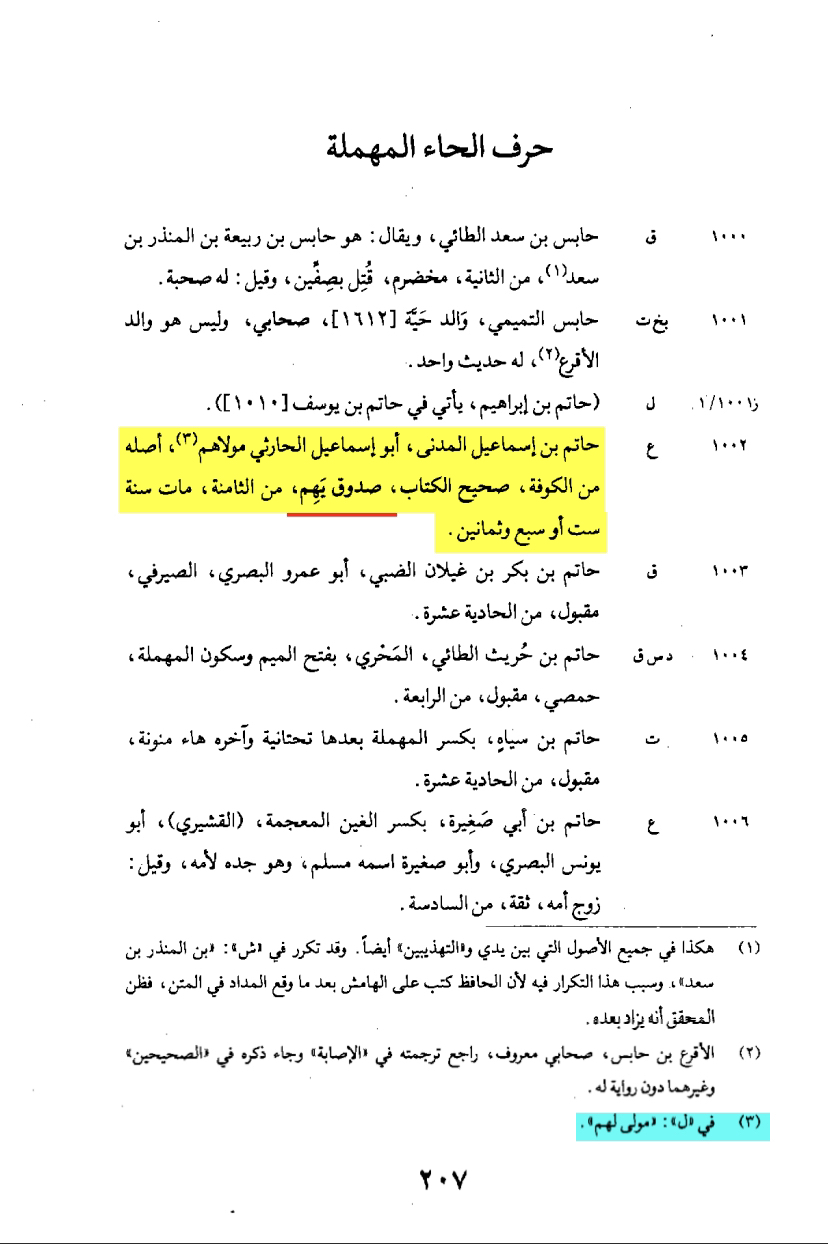 حرف الحاء المهملة
١٠٠٠ ق حابس بن سعد الطائي، ويقال: هو حابس بن ربيعة بن المنذر بن
سعد(١)، من الثانية، مخضرم، قُتِل بصِفِّين، وقيل: له صحبة.
١٠٠١ بخ ت حابس التميمي، وَالد حَيَّة [١٦١٢]، صحابي، وليس هو والد
الأقرع(٢)، له حديث واحد.
ز١/١٠٠١ ل (حاتم بن إبراهيم، يأتي في حاتم بن يوسف [١٠١٠]).
١٠٠٢ ع حاتم بن إسماعيل المدنى، أبو إسماعيل الحارثي مولاهم(٣)، أصله
من الكوفة، صحيح الكتاب، صدوق يَهِم، من الثامنة، مات سنة
ست أو سبع وثمانين.
١٠٠٣ ق حاتم بن بكر بن غيلان الضبي، أبو عمرو البصري، الصيرفي،
مقبول، من الحادية عشرة.
١٠٠٤ د س ق حاتم بن حُريث الطائي، المَحْري، بفتح الميم وسكون المهملة،
حمصي، مقبول، من الرابعة.
١٠٠٥ ت حاتم بن سياهٍ، بكسر المهملة بعدها تحتانية وآخره هاء منونة،
مقبول، من الحادية عشرة.
١٠٠٦ ع حاتم بن أبي صَغِيرة، بكسر الغين المعجمة، (القشيري)، أبو
يونس البصري، وأبو صغيرة اسمه مسلم، وهو جده لأمه، وقيل:
زوج أمه، ثقة، من السادسة.
(١) هكذا في جميع الأصول التي بين يدي و«التهذيبين» أيضاً. وقد تكرر في «ش»: «بن المنذر بن
سعد»، وسبب هذا التكرار فيه لأن الحافظ كتب على الهامش بعد ما وقع المداد في المتن، فظن
المحقق أنه يزاد بعده.
(٢) الأقرع بن حابس، صحابي معروف، راجع ترجمته في «الإصابة» وجاء ذكره في «الصحيحين»
وغيرهما دون رواية له.
(٣) في «ل»: «مولى لهم».
٢٠٧